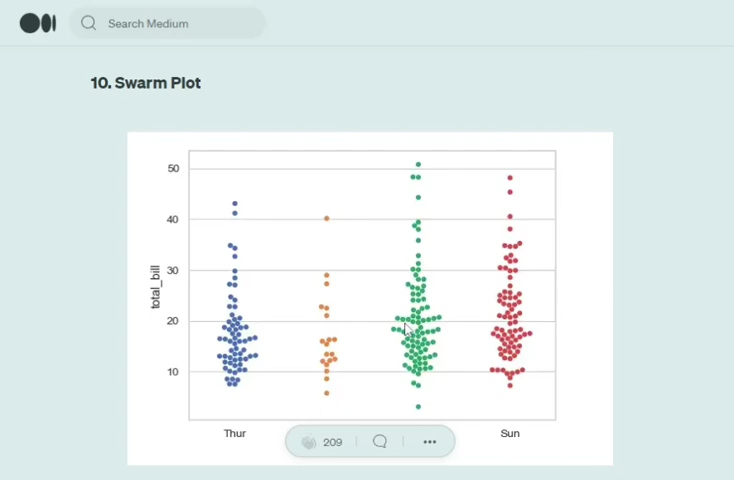 Search Medium
10. Swarm Plot
50
40
30
20
10
total_bill
Thur
Sun
209